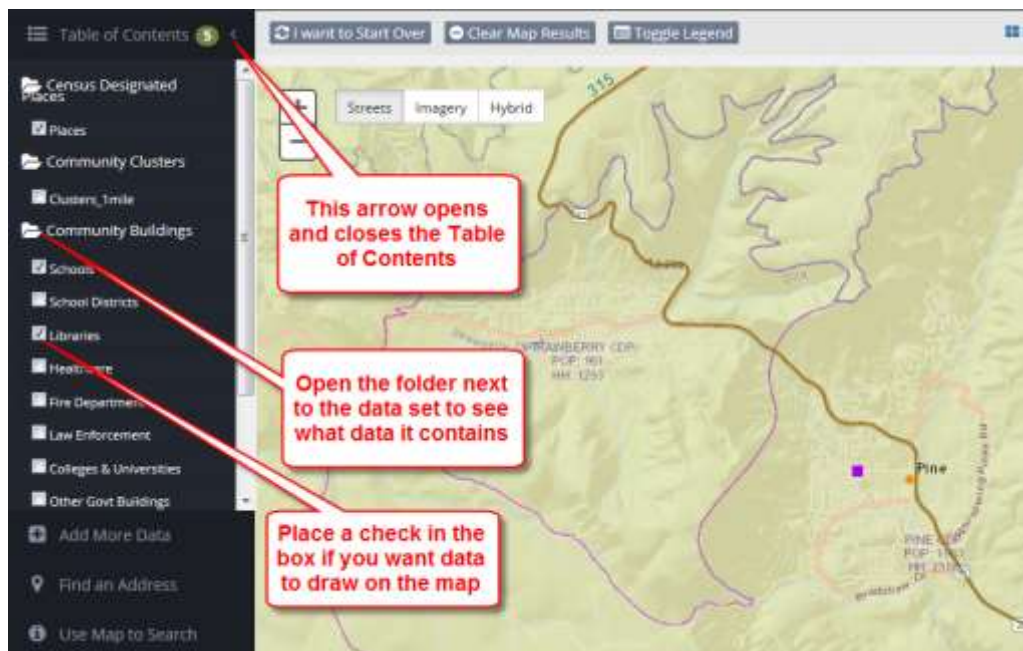 Table of Contents 5
I want to Start Over
Clear Map Results
Toggle Legend
Census Designated
Places
Places
Community Clusters
Clusters_1mile
Community Buildings
Schools
School Districts
Libraries
Healthcare
Fire Department
Law Enforcement
Colleges & Universities
Other Govt Buildings
Add More Data
Find an Address
Use Map to Search
+
−
Streets
Imagery
Hybrid
315
This arrow opens
and closes the Table
of Contents
Open the folder next
to the data set to see
what data it contains
Place a check in the
box if you want data
to draw on the map
STRAWBERRY CDP
POP: 961
HH: 1293
Pine
PINE CDP